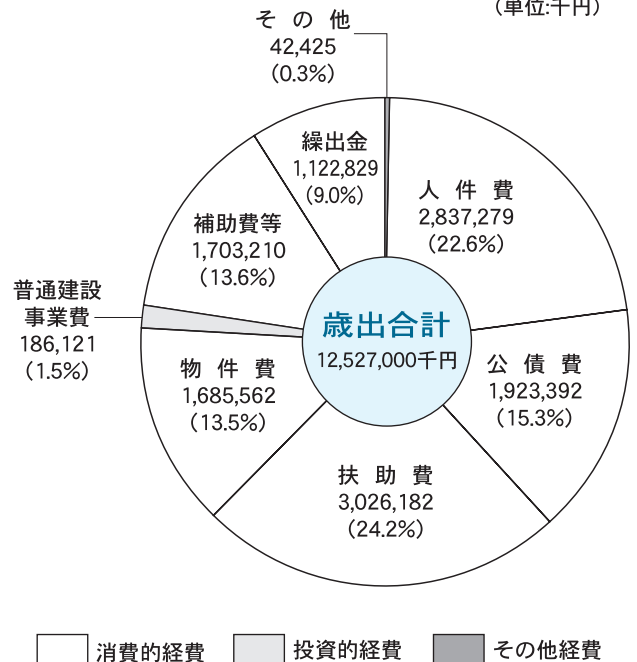 (単位:千円)
その他
42,425
(0.3%)
人件費
2,837,279
(22.6%)
公債費
1,923,392
(15.3%)
扶助費
3,026,182
(24.2%)
物件費
1,685,562
(13.5%)
普通建設
事業費
186,121
(1.5%)
補助費等
1,703,210
(13.6%)
繰出金
1,122,829
(9.0%)
歳出合計
12,527,000千円
消費的経費
投資的経費
その他経費